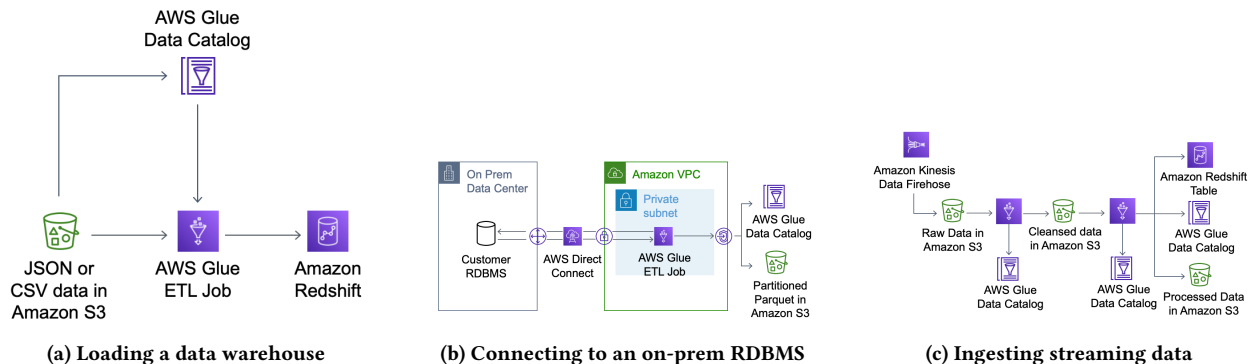 AWS Glue
Data Catalog
JSON or
CSV data in
Amazon S3
AWS Glue
ETL Job
Amazon
Redshift
(a) Loading a data warehouse
On Prem
Data Center
Customer
RDBMS
AWS Direct
Connect
Amazon VPC
Private
subnet
AWS Glue
ETL Job
AWS Glue
Data Catalog
Partitioned
Parquet in
Amazon S3
(b) Connecting to an on-prem RDBMS
Amazon Kinesis
Data Firehose
Raw Data in
Amazon S3
AWS Glue
Data Catalog
Cleansed data
in Amazon S3
AWS Glue
Data Catalog
Amazon Redshift
Table
AWS Glue
Data Catalog
Processed Data
in Amazon S3
(c) Ingesting streaming data